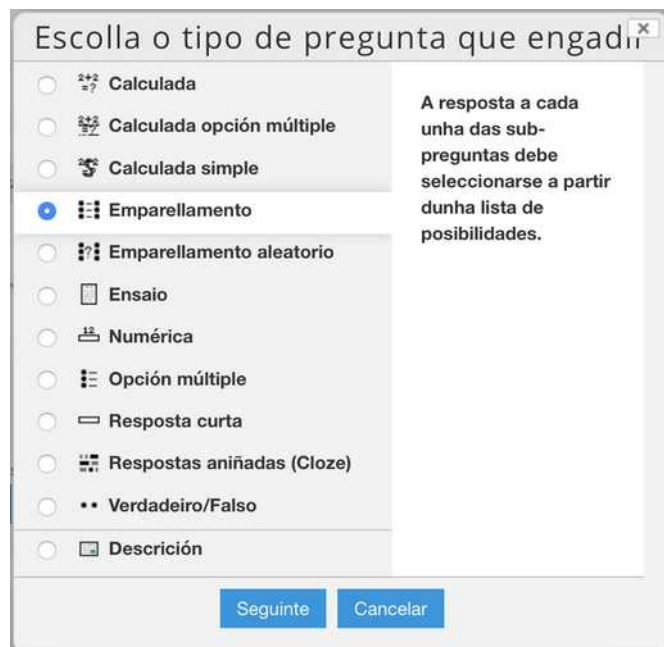 Escolla o tipo de pregunta que engadir
Calculada
Calculada opción múltiple
Calculada simple
Emparellamento
Emparellamento aleatorio
Ensaio
Numérica
Opción múltiple
Resposta curta
Respostas aniñadas (Cloze)
Verdadeiro/Falso
Descrición
A resposta a cada
unha das sub-
preguntas debe
seleccionarse a partir
dunha lista de
posibilidades.
Seguinte
Cancelar